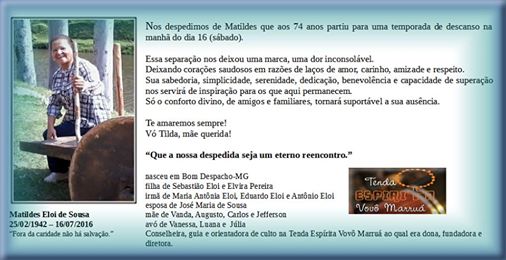 Nos despedimos de Matildes que aos 74 anos partiu para uma temporada de descanso na
manhã do dia 16 (sábado).
Essa separação nos deixou uma marca, uma dor inconsolável.
Deixando corações saudosos em razões de laços de amor, carinho, amizade e respeito.
Sua sabedoria, simplicidade, serenidade, dedicação, benevolência e capacidade de superação
nos servirá de inspiração para os que aqui permanecem.
Só o conforto divino, de amigos e familiares, tornará suportável a sua ausência.
Te amaremos sempre!
Vó Tilda, mãe querida!
“Que a nossa despedida seja um eterno reencontro.”
nasceu em Bom Despacho-MG
filha de Sebastião Eloi e Elvira Pereira
irmã de Maria Antônia Eloi, Eduardo Eloi e Antônio Eloi
esposa de José Maria de Sousa
mãe de Vanda, Augusto, Carlos e Jefferson
avó de Vanessa, Luana e Júlia
Conselheira, guia e orientadora de culto na Tenda Espírita Vovô Marruá ao qual era dona, fundadora e
diretora.
Tenda
ESPIRITA
Vovô Marruá
Matildes Eloi de Sousa
25/02/1942 – 16/07/2016
“Fora da caridade não há salvação.”